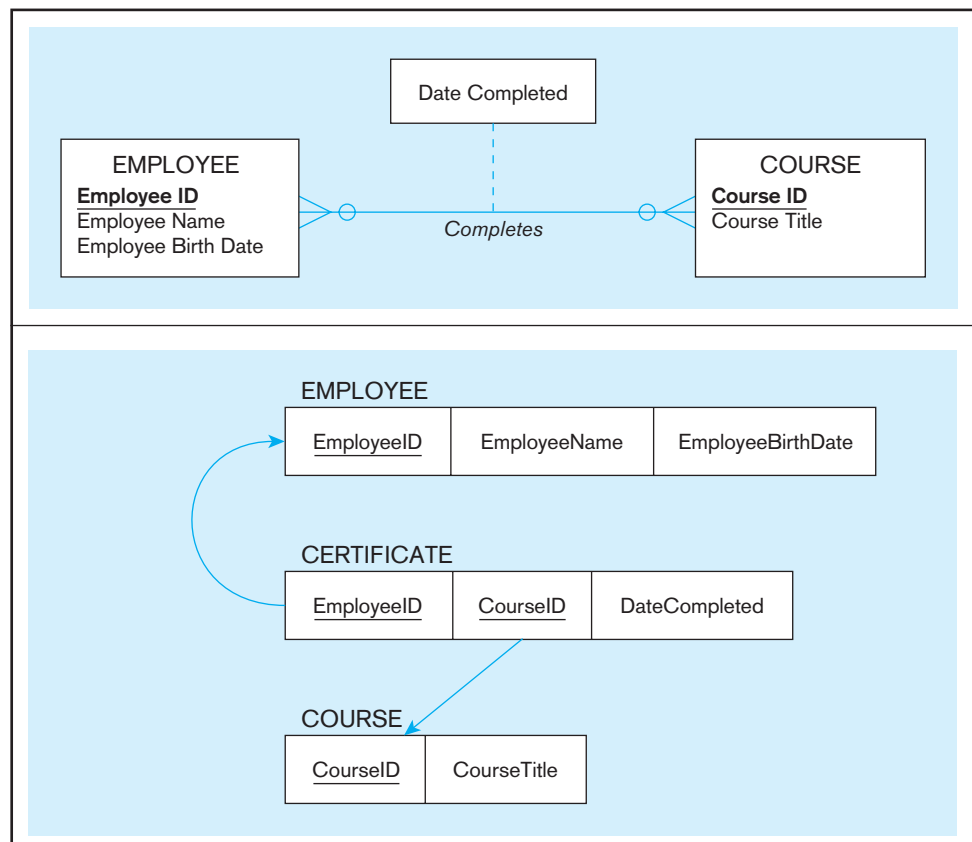 Date Completed
EMPLOYEE
Employee ID
Employee Name
Employee Birth Date
Completes
COURSE
Course ID
Course Title
EMPLOYEE
EmployeeID
EmployeeName
EmployeeBirthDate
CERTIFICATE
EmployeeID
CourseID
DateCompleted
COURSE
CourseID
CourseTitle